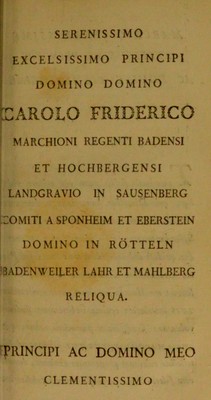 SERENISSIMO
EXCELSISSIMO PRINCIPI
DOMINO DOMINO
CAROLO FRIDERICO
MARCHIONI REGENTI BADENSI
ET HOCHBERGENSI
LANDGRAVIO IN SAUSENBERG
COMITI A SPONHEIM ET EBERSTEIN
DOMINO IN RÖTTELN
BADENWEILER LAHR ET MAHLBERG
RELIQUA.
PRINCIPI AC DOMINO MEO
CLEMENTISSIMO